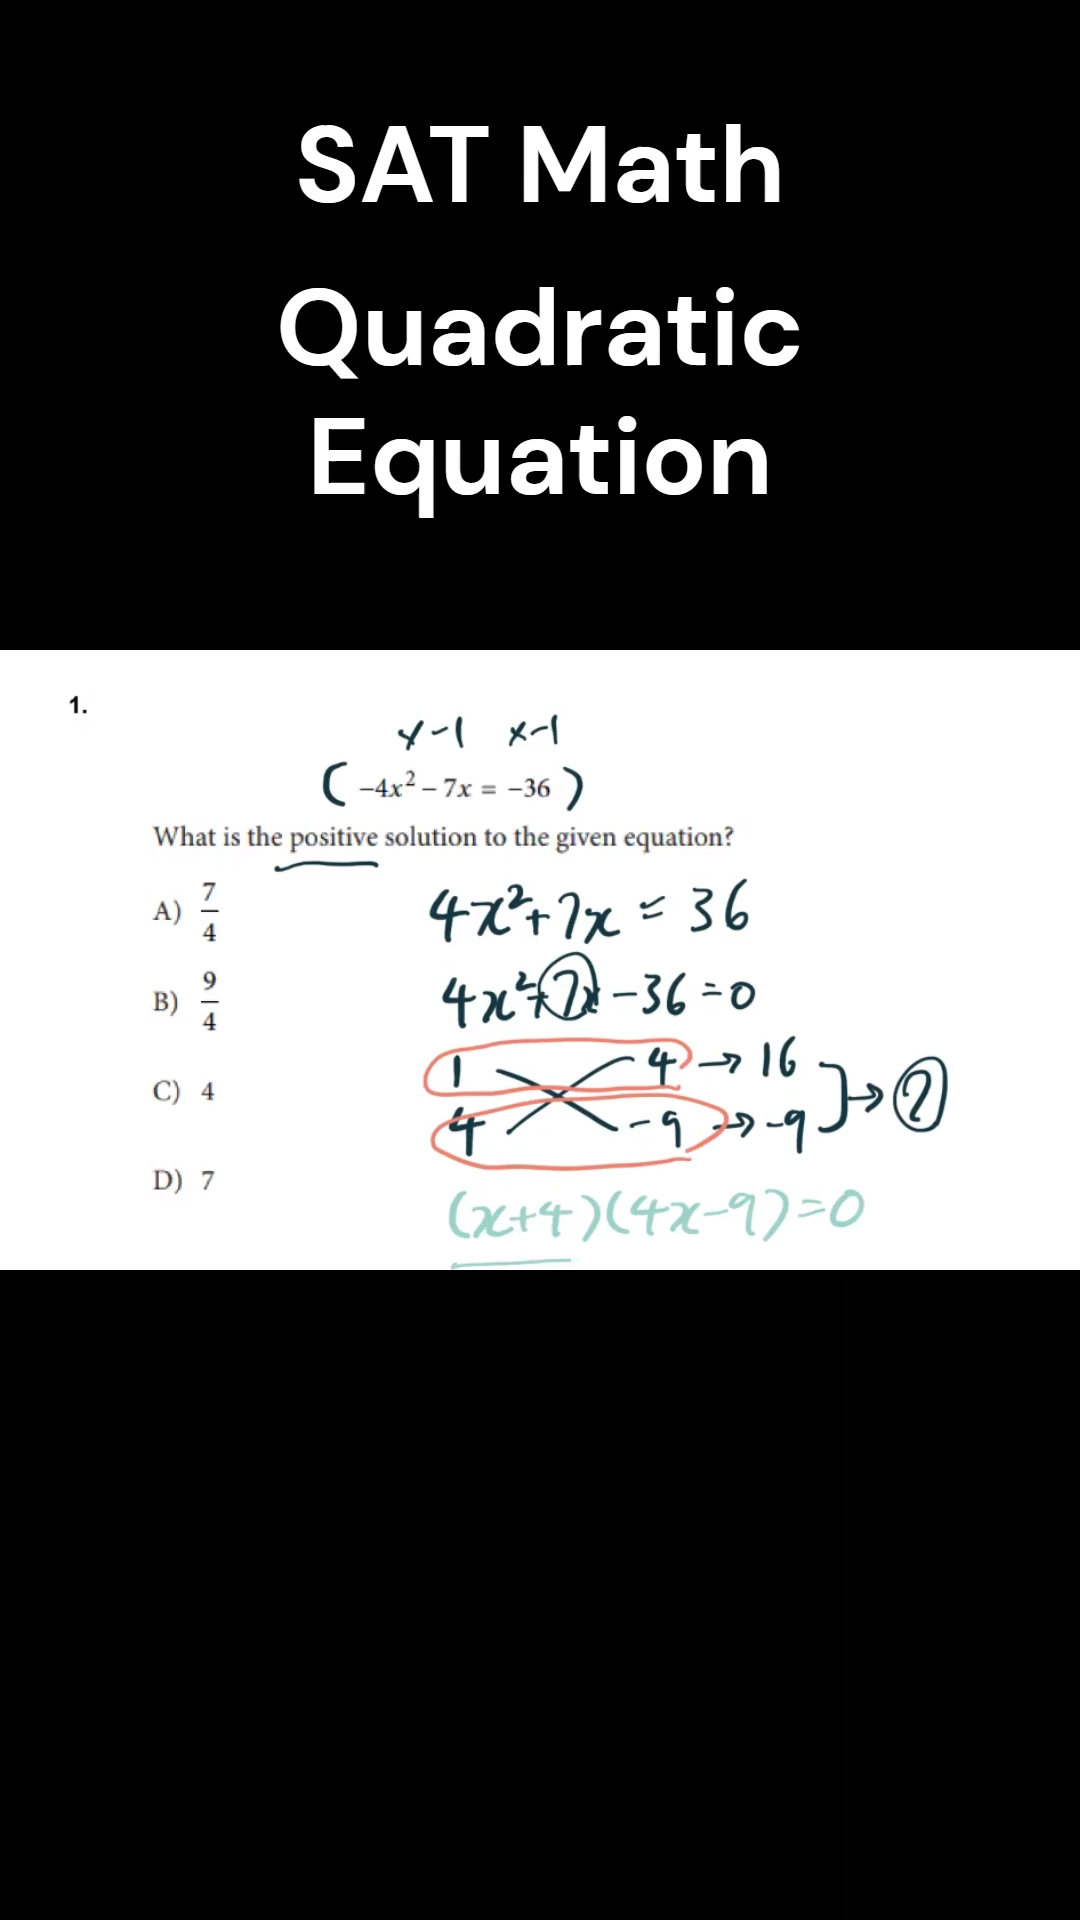 SAT Math
Quadratic
Equation
1.
×-1 ×-1
( −4x² − 7x = −36 )
What is the positive solution to the given equation?
A) 7/4
4x²+7x = 36
B) 9/4
4x²+7x-36=0
C) 4
1 4 → 16
4 -9 → -9 → 7
D) 7
(x+4)(4x-9)=0